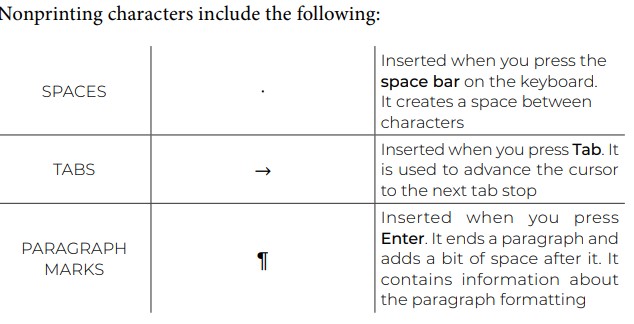 Nonprinting characters include the following:
SPACES
·
Inserted when you press the
space bar on the keyboard.
It creates a space between
characters
TABS
→
Inserted when you press Tab. It
is used to advance the cursor
to the next tab stop
PARAGRAPH
MARKS
¶
Inserted when you press
Enter. It ends a paragraph and
adds a bit of space after it. It
contains information about
the paragraph formatting